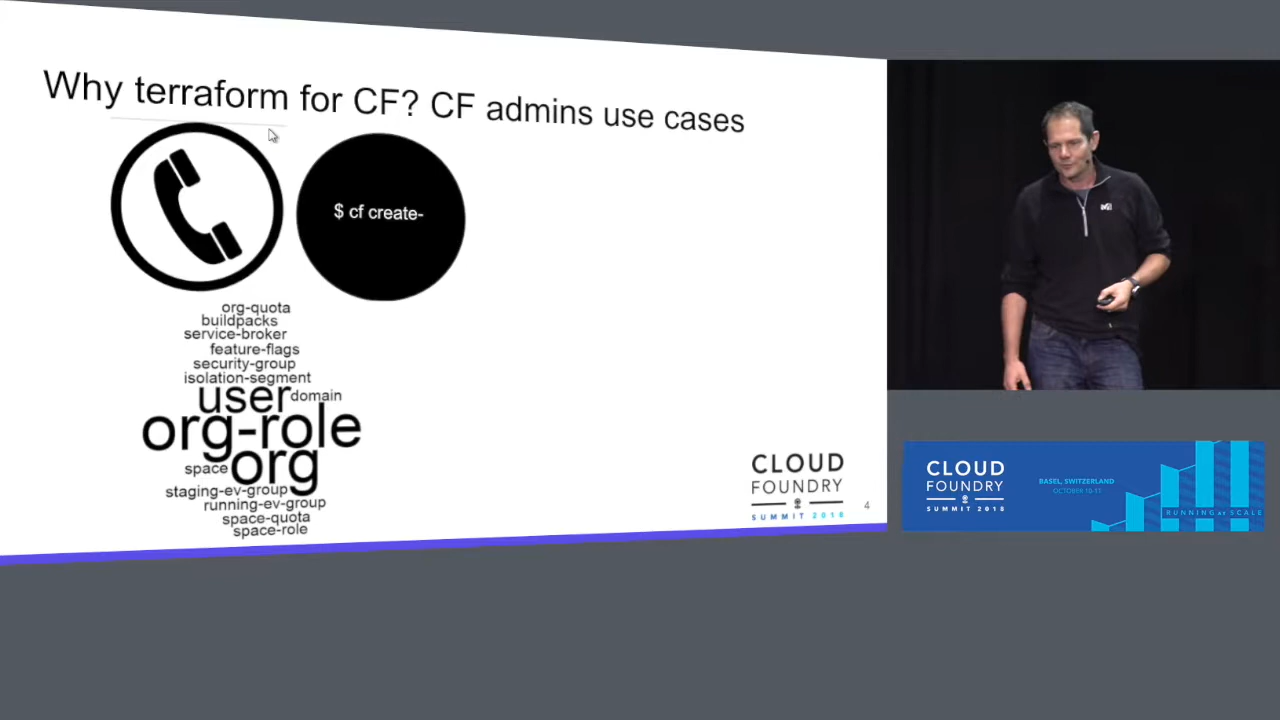 Why terraform for CF? CF admins use cases
$ cf create-
org-quota
buildpacks
service-broker
feature-flags
security-group
isolation-segment
user
domain
org-role
space
org
staging-ev-group
running-ev-group
space-quota
space-role
CLOUD
FOUNDRY
SUMMIT 2018
4
CLOUD
FOUNDRY
SUMMIT 2018
BASEL, SWITZERLAND
OCTOBER 10-11
RUNNING AT SCALE